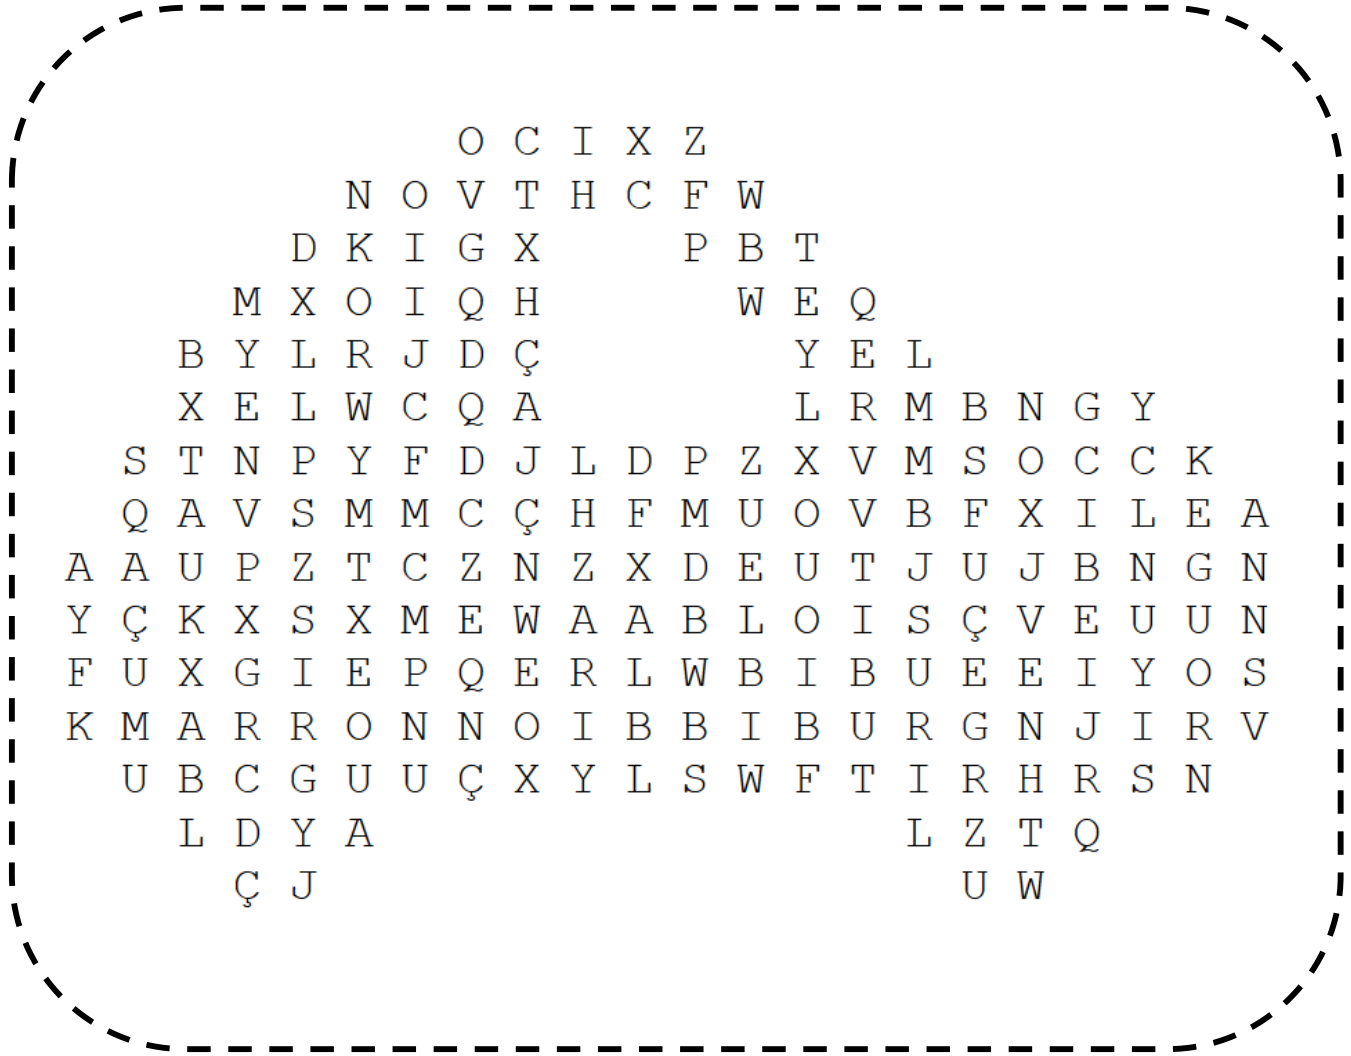 O C I X Z
N O V T H C F W
D K I G X P B T
M X O I Q H W E Q
B Y L R J D Ç Y E L
X E L W C Q A L R M B N G Y
S T N P Y F D J L D P Z X V M S O C C K
Q A V S M M C Ç H F M U O V B F X I L E A
A A U P Z T C Z N Z X D E U T J U J B N G N
Y Ç K X S X M E W A A B L O I S Ç V E U U N
F U X G I E P Q E R L W B I B U E E I Y O S
K M A R R O N N O I B B I B U R G N J I R V
U B C G U U Ç X Y L S W F T I R H R S N
L D Y A L Z T Q
Ç J U W